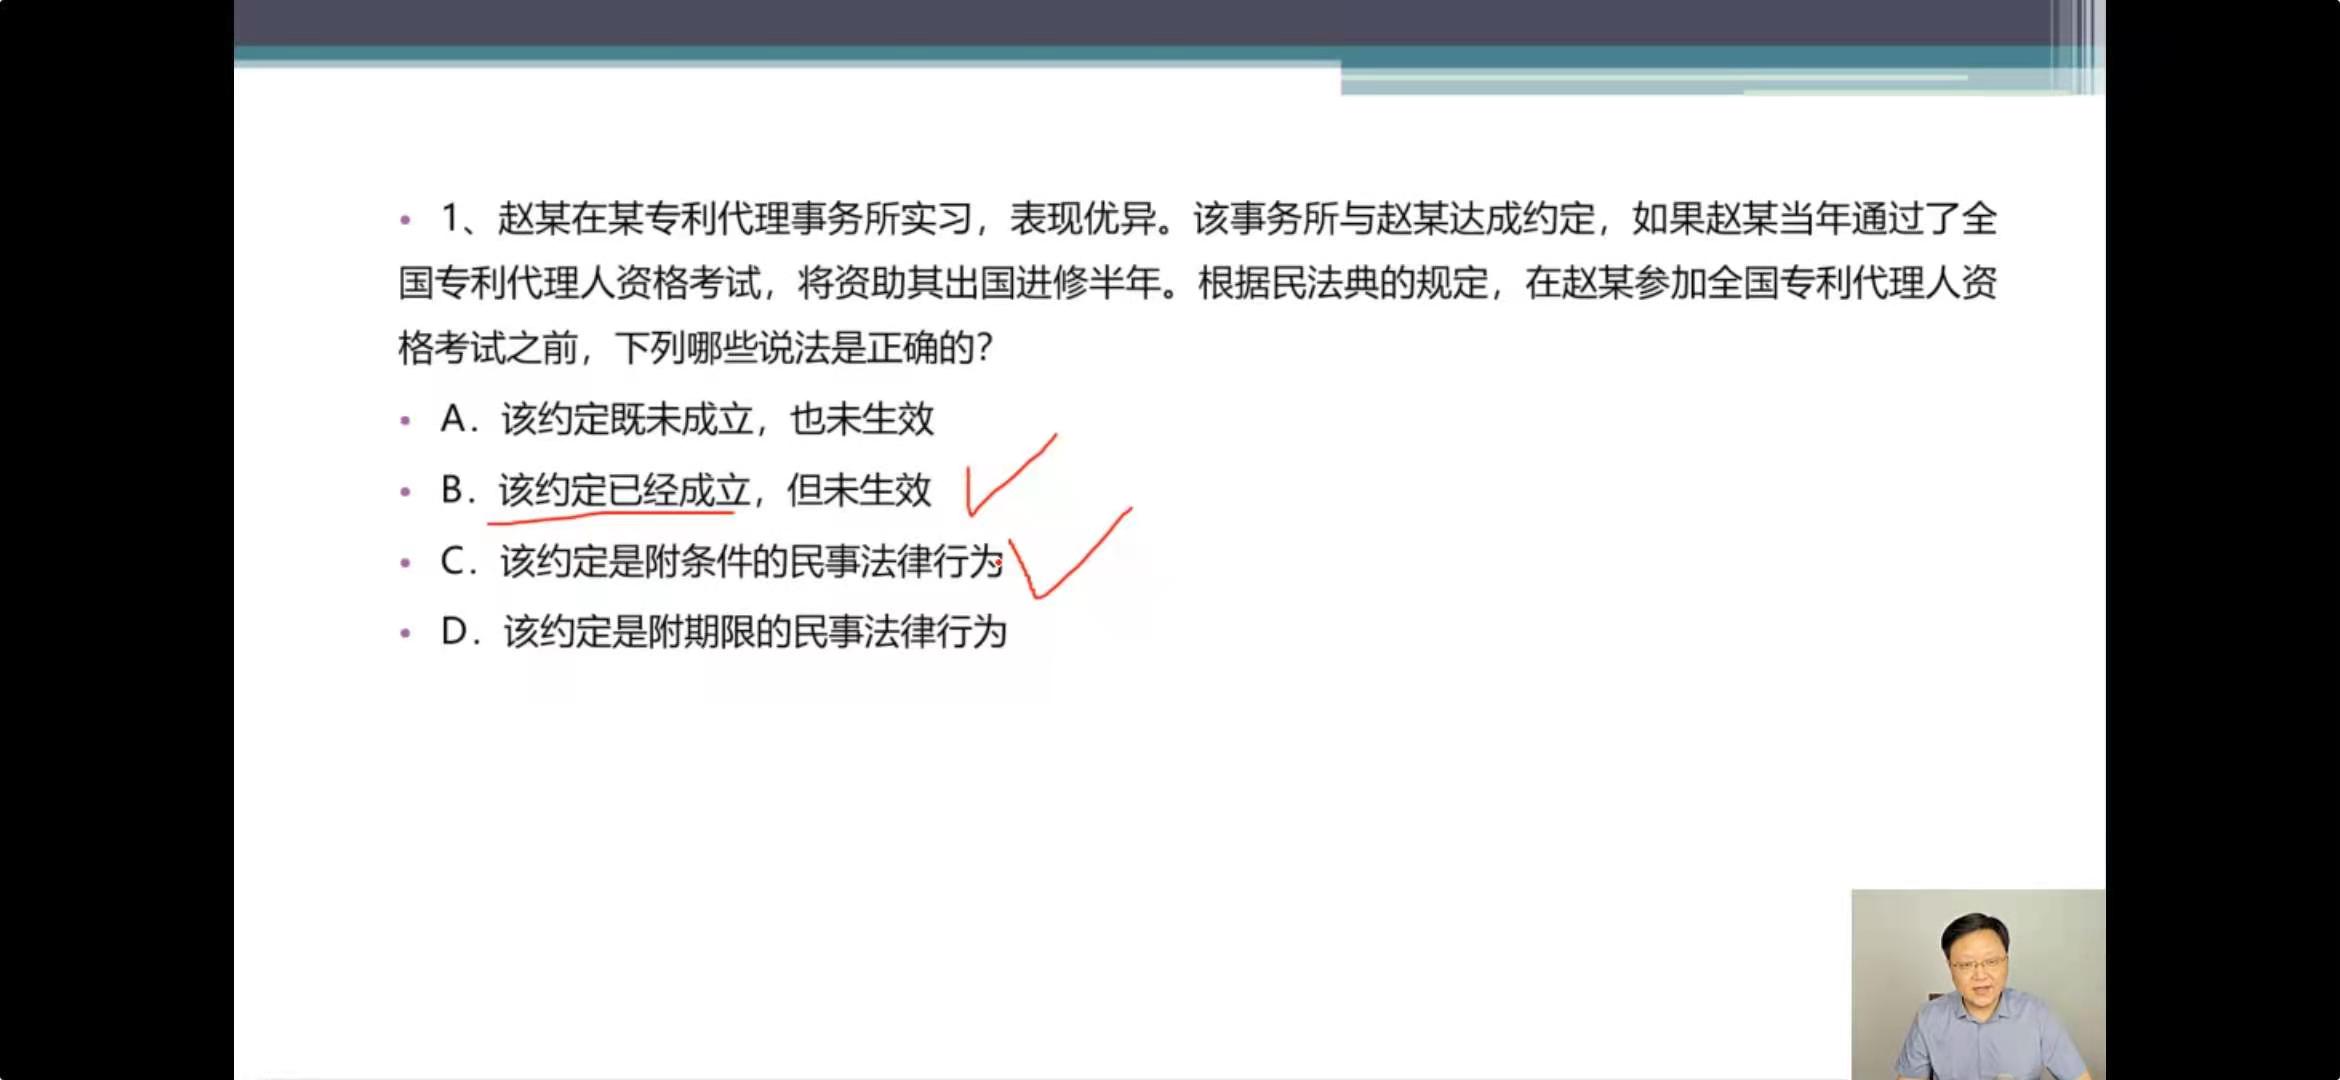 • 1、赵某在某专利代理事务所实习，表现优异。该事务所与赵某达成约定，如果赵某当年通过了全
国专利代理人资格考试，将资助其出国进修半年。根据民法典的规定，在赵某参加全国专利代理人资
格考试之前，下列哪些说法是正确的？
• A．该约定既未成立，也未生效
• B．该约定已经成立，但未生效
• C．该约定是附条件的民事法律行为
• D．该约定是附期限的民事法律行为